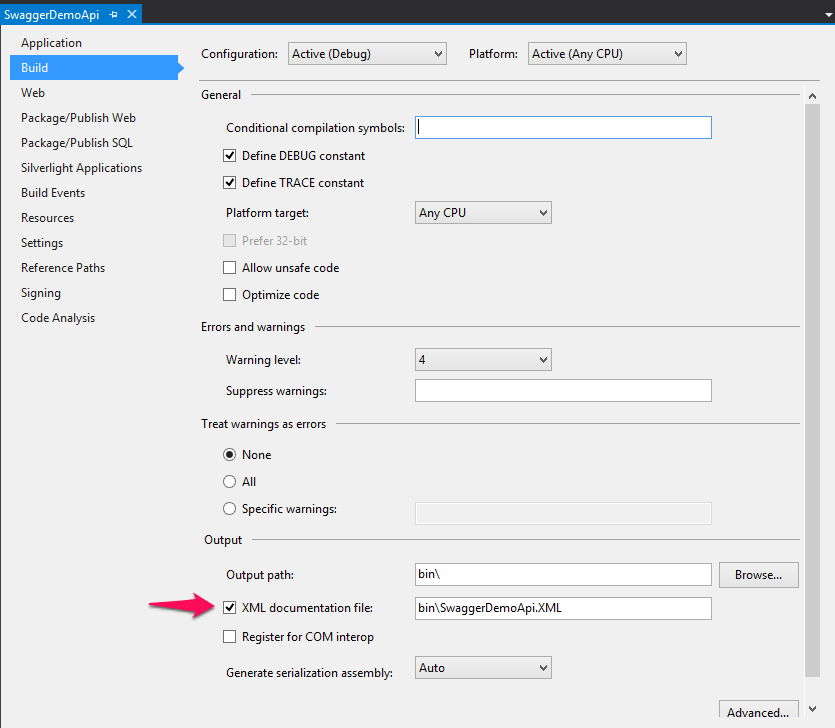 SwaggerDemoApi
Application
Build
Web
Package/Publish Web
Package/Publish SQL
Silverlight Applications
Build Events
Resources
Settings
Reference Paths
Signing
Code Analysis
Configuration: Active (Debug) Platform: Active (Any CPU)
General
Conditional compilation symbols:
Define DEBUG constant
Define TRACE constant
Platform target: Any CPU
Prefer 32-bit
Allow unsafe code
Optimize code
Errors and warnings
Warning level: 4
Suppress warnings:
Treat warnings as errors
None
All
Specific warnings:
Output
Output path: bin\ Browse...
XML documentation file: bin\SwaggerDemoApi.XML
Register for COM interop
Generate serialization assembly: Auto
Advanced...